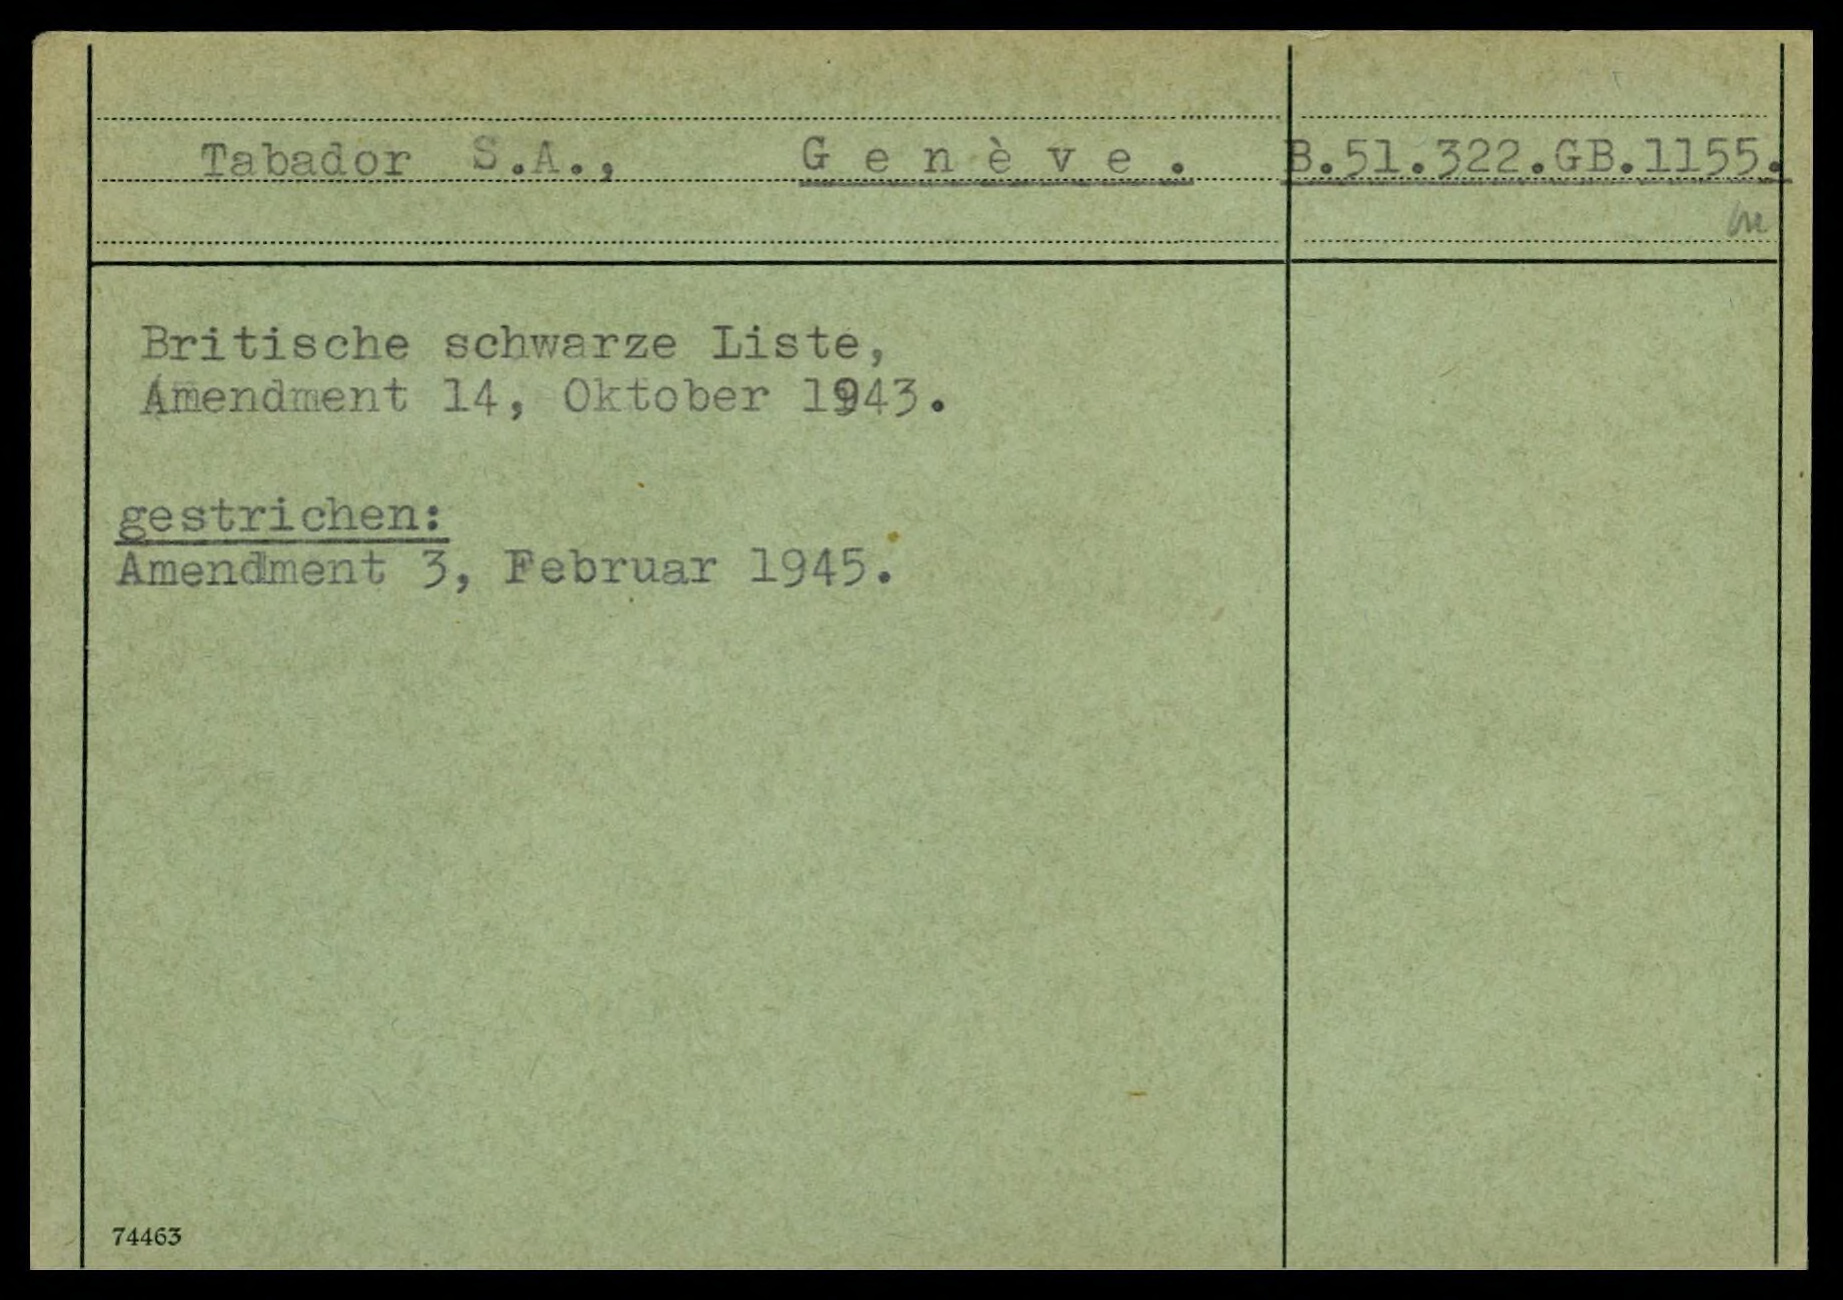 Tabador S.A., G e n è v e . B.51.322.GB.1155.
Britische schwarze Liste,
Amendment 14, Oktober 1943.
gestrichen:
Amendment 3, Februar 1945.
74463